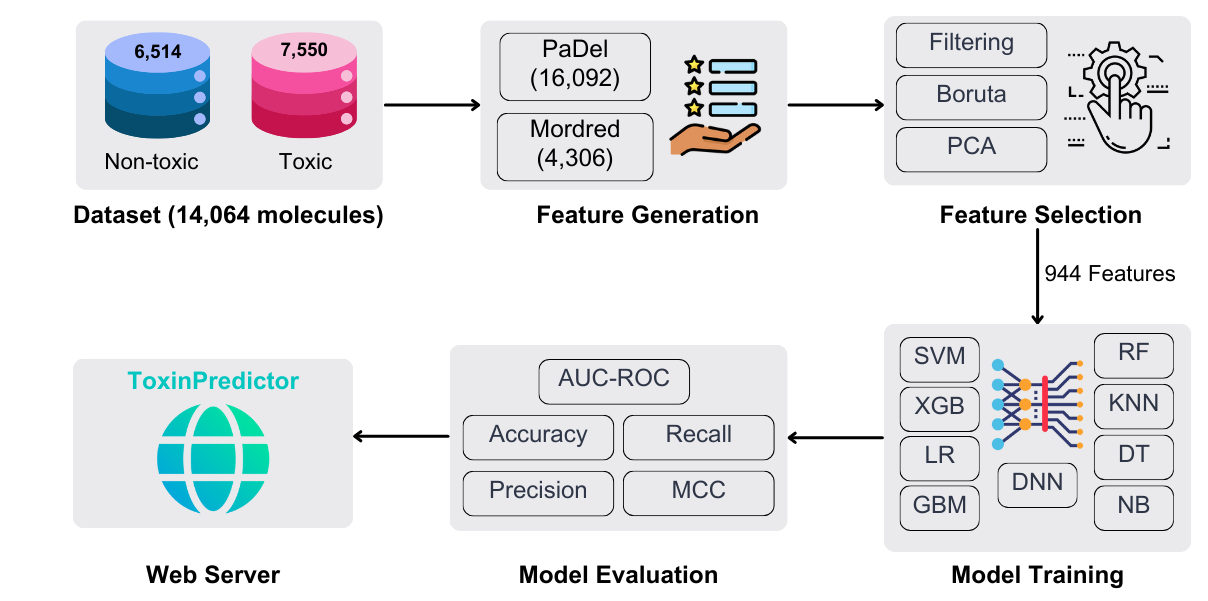 6,514
7,550
Non-toxic
Toxic
Dataset (14,064 molecules)
PaDel
(16,092)
Mordred
(4,306)
Feature Generation
Filtering
Boruta
PCA
Feature Selection
944 Features
SVM
XGB
LR
GBM
DNN
RF
KNN
DT
NB
Model Training
AUC-ROC
Accuracy
Recall
Precision
MCC
Model Evaluation
ToxinPredictor
Web Server